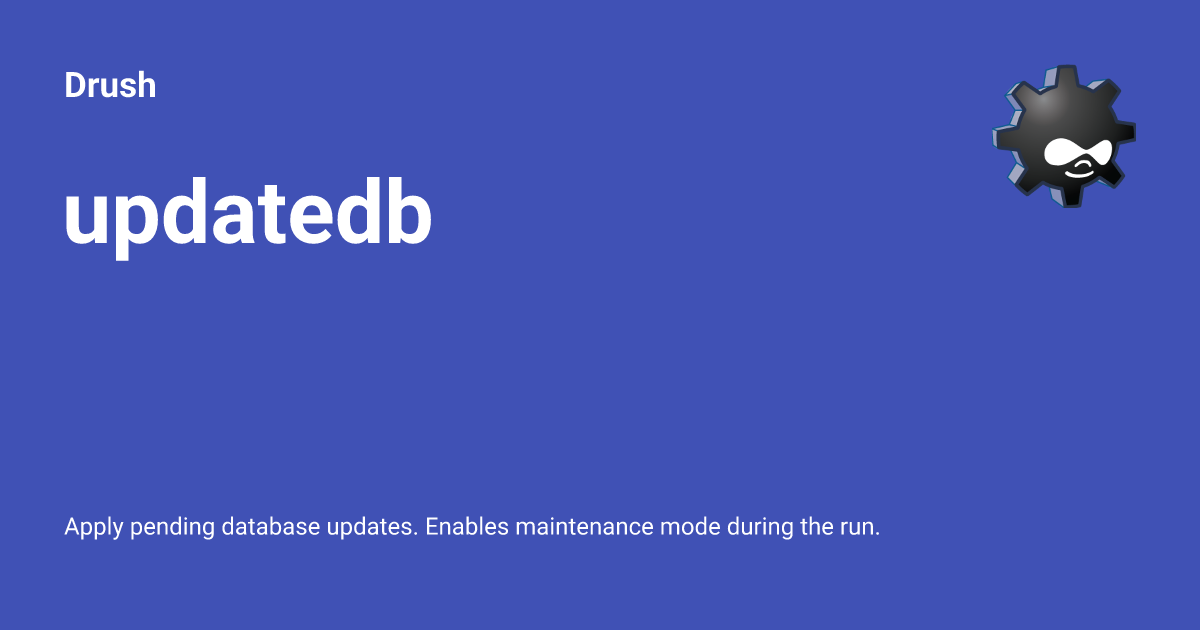 Drush
updatedb
Apply pending database updates. Enables maintenance mode during the run.